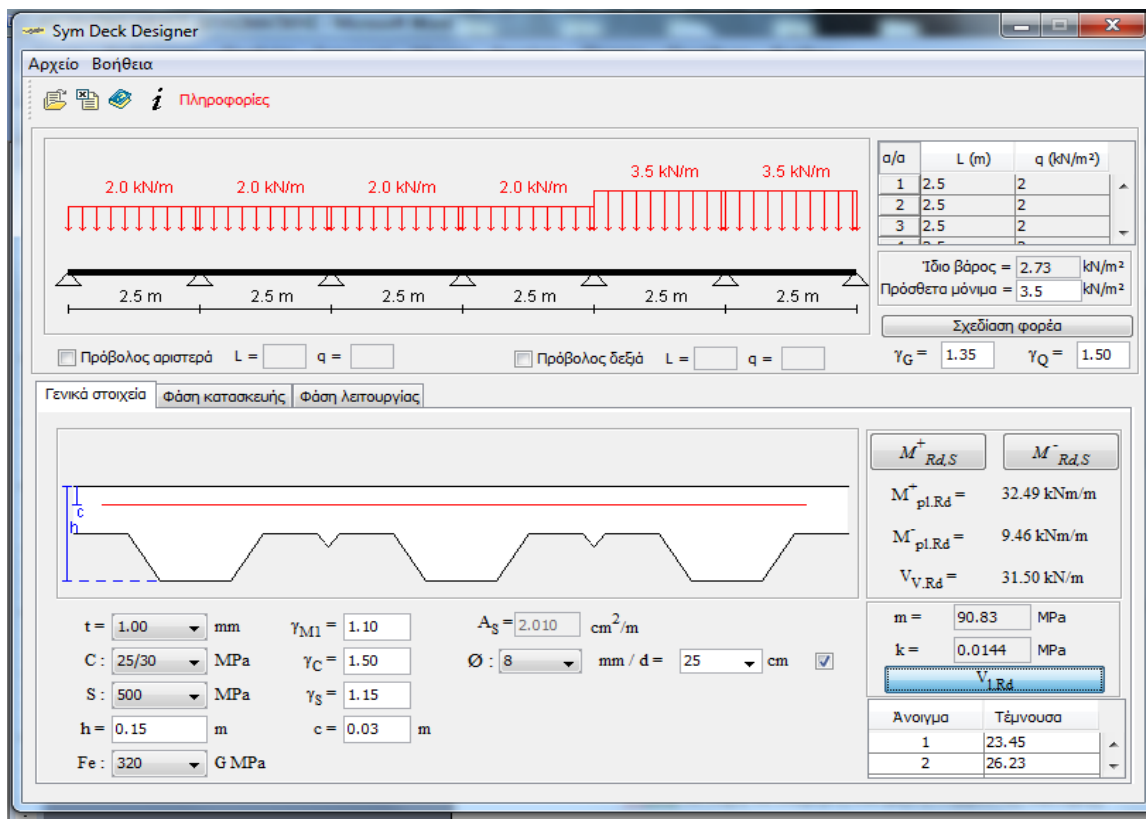 Sym Deck Designer
Αρχείο Βοήθεια
i Πληροφορίες
2.0 kN/m 2.0 kN/m 2.0 kN/m 2.0 kN/m 3.5 kN/m 3.5 kN/m
2.5 m 2.5 m 2.5 m 2.5 m 2.5 m 2.5 m
Πρόβολος αριστερά L = q = Πρόβολος δεξιά L = q =
α/α L (m) q (kN/m²)
1 2.5 2
2 2.5 2
3 2.5 2
Ίδιο βάρος = 2.73 kN/m²
Πρόσθετα μόνιμα = 3.5 kN/m²
Σχεδίαση φορέα
γG = 1.35 γQ = 1.50
Γενικά στοιχεία Φάση κατασκευής Φάση λειτουργίας
c
h
M+Rd,S M-Rd,S
M+pl.Rd = 32.49 kNm/m
M-pl.Rd = 9.46 kNm/m
VV.Rd = 31.50 kN/m
t = 1.00 mm γM1 = 1.10 AS = 2.010 cm²/m
C : 25/30 MPa γC = 1.50 Ø : 8 mm / d = 25 cm
S : 500 MPa γS = 1.15
h = 0.15 m c = 0.03 m
Fe : 320 G MPa
m = 90.83 MPa
k = 0.0144 MPa
Vl.Rd
Άνοιγμα Τέμνουσα
1 23.45
2 26.23